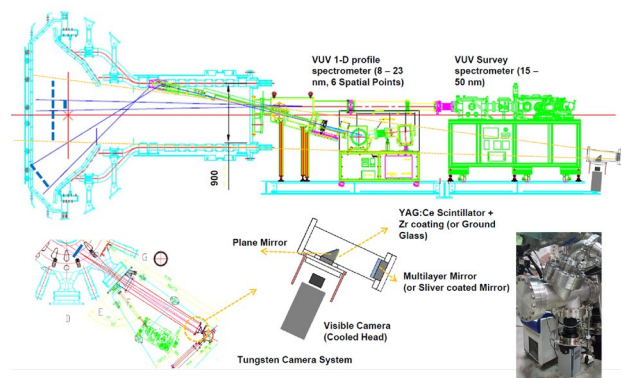 VUV 1-D profile
spectrometer (8 – 23
nm, 6 Spatial Points)
VUV Survey
spectrometer (15 –
50 nm)
900
YAG:Ce Scintillator +
Zr coating (or Ground
Glass)
Plane Mirror
Multilayer Mirror
(or Sliver coated Mirror)
Visible Camera
(Cooled Head)
G
F
E
D
Tungsten Camera System